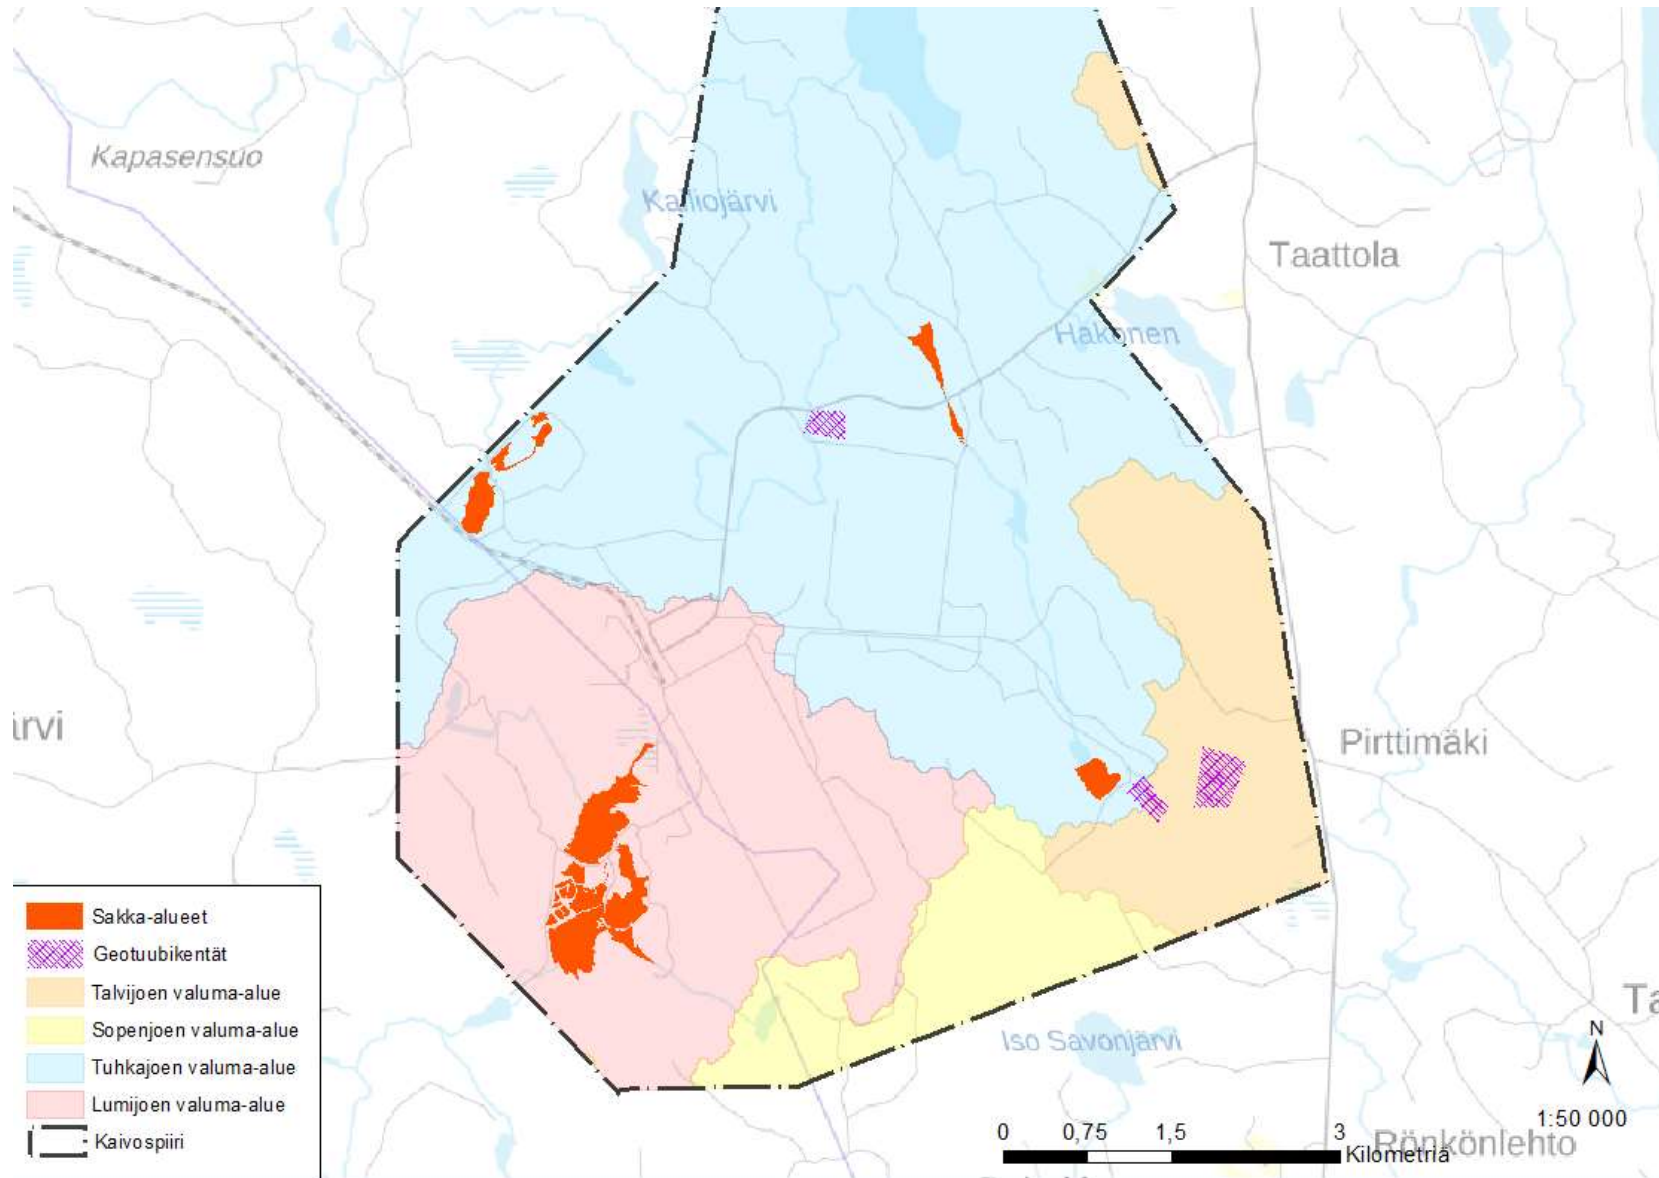 Kapasensuo
Kalliojärvi
Taattola
Hakonen
ärvi
Pirttimäki
Sakka-alueet
Geotuubikentät
Talvijoen valuma-alue
Sopenjoen valuma-alue
Tuhkajoen valuma-alue
Lumijoen valuma-alue
Kaivospiiri
Iso Savonjärvi
Ta
N
1:50 000
0 0,75 1,5 3
Kilometriä
Rönkönlehto